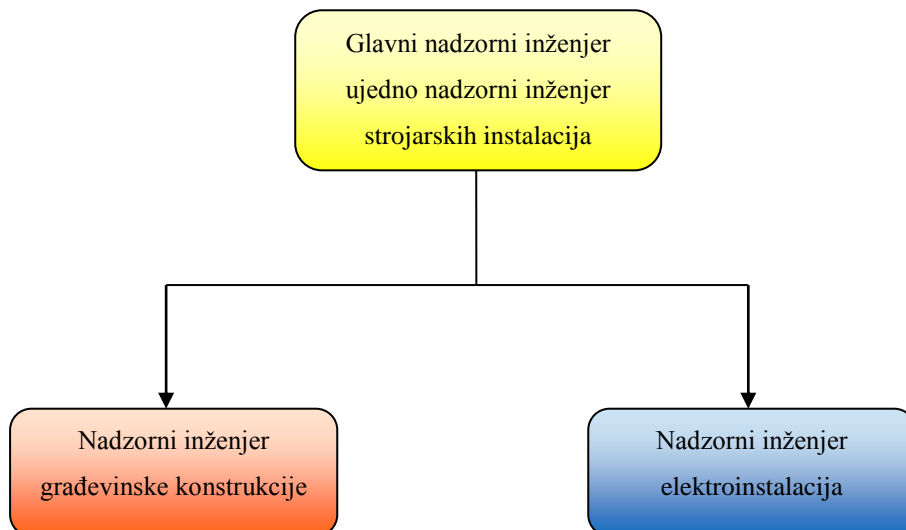 Glavni nadzorni inženjer
ujedno nadzorni inženjer
strojarskih instalacija
Nadzorni inženjer
građevinske konstrukcije
Nadzorni inženjer
elektroinstalacija